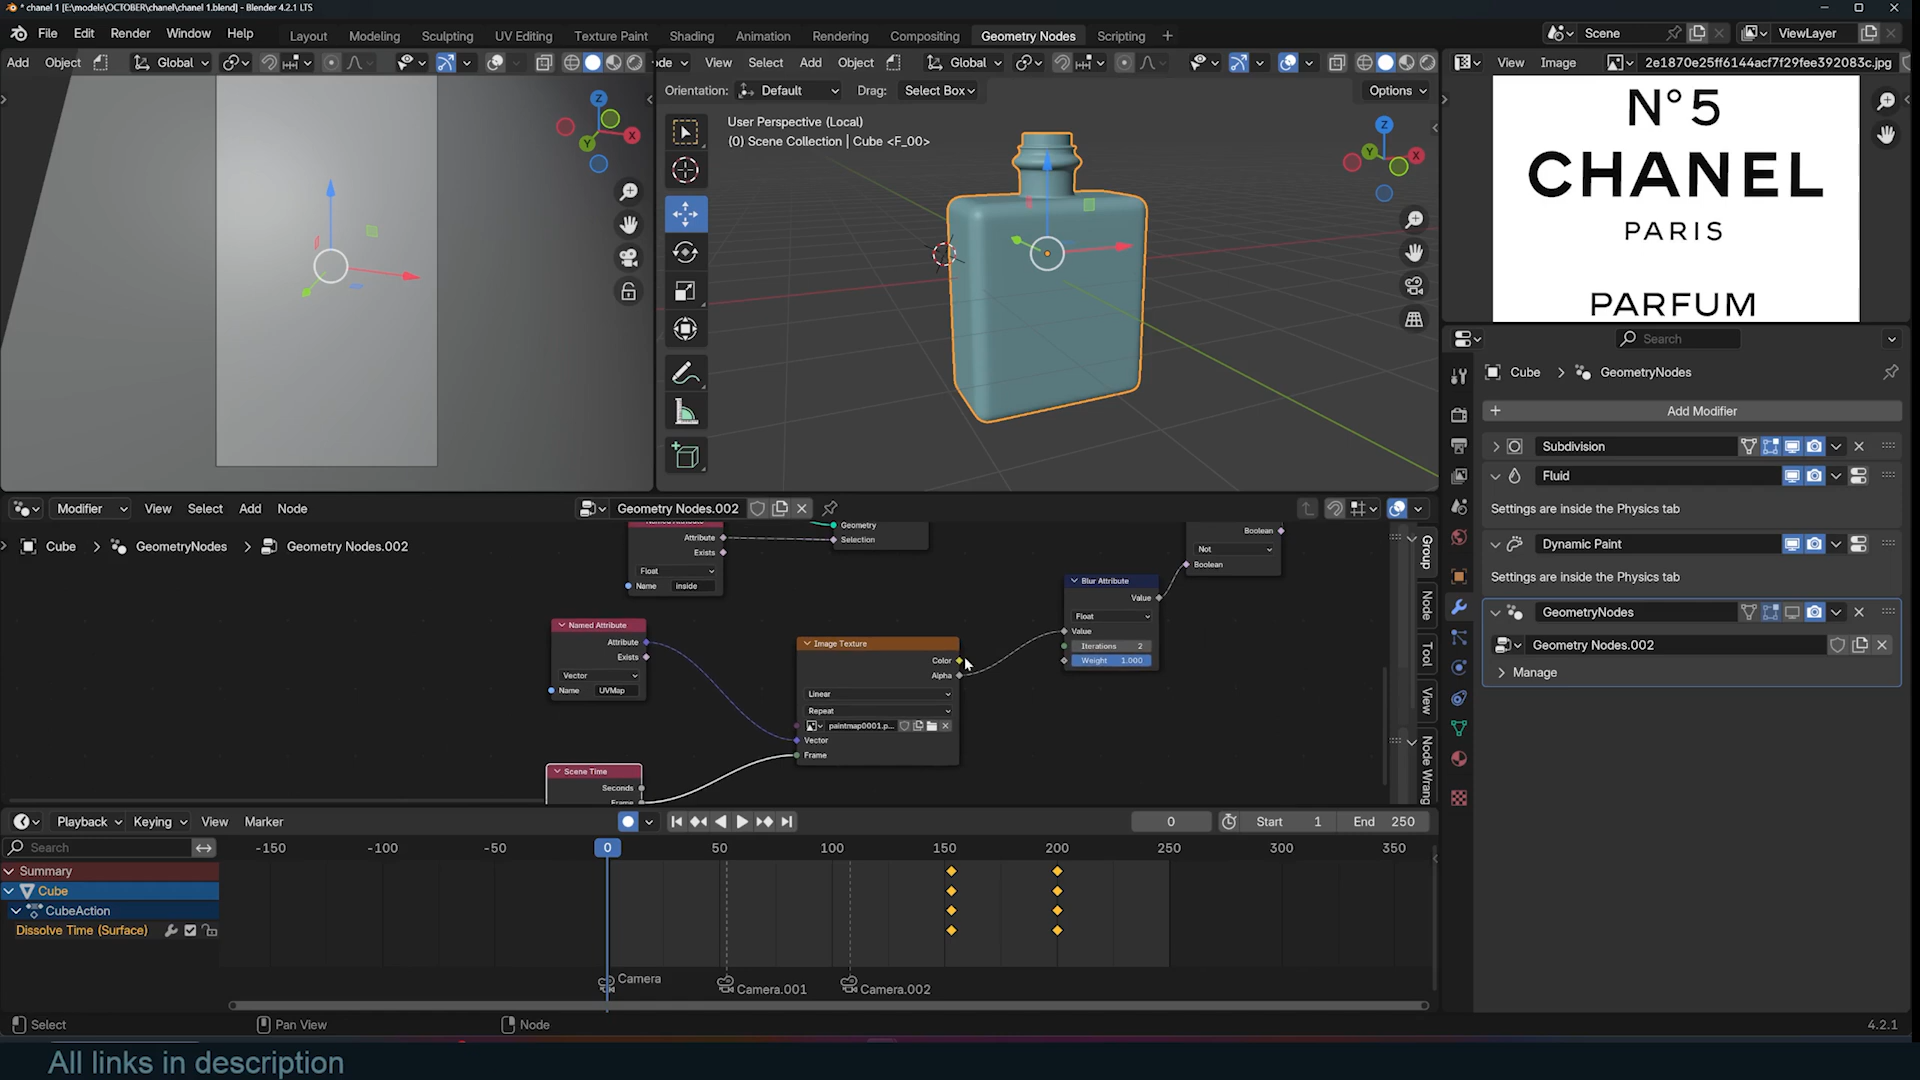 * chanel 1 [E:\models\OCTOBER\chanel\chanel 1.blend] - Blender 4.2.1 LTS
File Edit Render Window Help
Layout Modeling Sculpting UV Editing Texture Paint Shading Animation Rendering Compositing Geometry Nodes Scripting +
Scene
ViewLayer
Add Object Global
ode View Select Add Object Global
View Image 2e1870e25ff6144acf7f29fee392083c.jpg
Orientation: Default Drag: Select Box Options
User Perspective (Local)
(0) Scene Collection | Cube <F_00>
Z
X
Y
Z
X
Y
N°5
CHANEL
PARIS
PARFUM
Search
Cube > GeometryNodes
+ Add Modifier
Subdivision
Fluid
Settings are inside the Physics tab
Dynamic Paint
Settings are inside the Physics tab
GeometryNodes
Geometry Nodes.002
Manage
Modifier View Select Add Node
Geometry Nodes.002
Cube > GeometryNodes > Geometry Nodes.002
Named Attribute
Attribute
Exists
Float
Name inside
Geometry
Selection
Boolean
Not
Boolean
Blur Attribute
Value
Float
Value
Iterations 2
Weight 1.000
Named Attribute
Attribute
Exists
Vector
Name UVMap
Image Texture
Color
Alpha
Linear
Repeat
paintmap0001.p...
Vector
Frame
Scene Time
Seconds
Frame
Group
Node
Tool
View
Node Wrang
Playback Keying View Marker
0
Start 1
End 250
Search
-150 -100 -50 0 50 100 150 200 250 300 350
Summary
Cube
CubeAction
Dissolve Time (Surface)
Camera
Camera.001
Camera.002
Select
Pan View
Node
4.2.1
All links in description